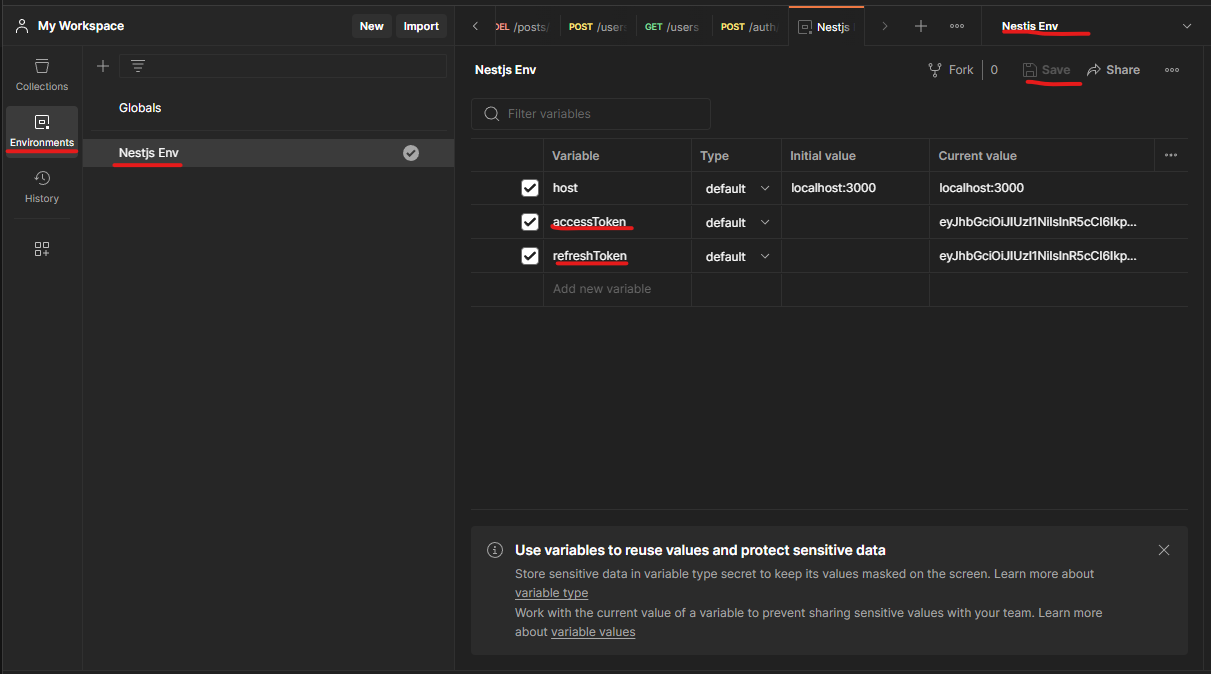 My Workspace
New
Import
DEL /posts/
POST /user
GET /users
POST /auth
Nestjs
Nestjs Env
Collections
Environments
History
Globals
Nestjs Env
Nestjs Env
Fork 0
Save
Share
Filter variables
Variable Type Initial value Current value
host default localhost:3000 localhost:3000
accessToken default eyJhbGciOiJIUzI1NiIsInR5cCI6Ikp...
refreshToken default eyJhbGciOiJIUzI1NiIsInR5cCI6Ikp...
Add new variable
Use variables to reuse values and protect sensitive data
Store sensitive data in variable type secret to keep its values masked on the screen. Learn more about
variable type
Work with the current value of a variable to prevent sharing sensitive values with your team. Learn more
about variable values